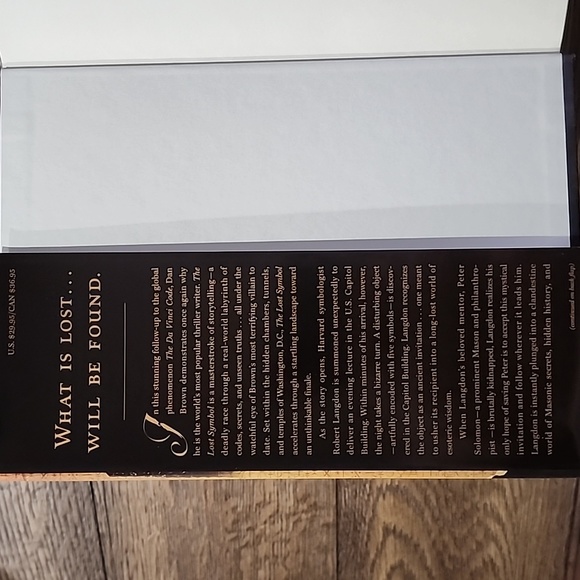 U.S. $29.95/CAN $36.95
WHAT IS LOST...
WILL BE FOUND.
In this stunning follow-up to the global
phenomenon The Da Vinci Code, Dan
Brown demonstrates once again why
he is the world's most popular thriller writer. The
Lost Symbol is a masterstroke of storytelling—a
deadly race through a real-world labyrinth of
codes, secrets, and unseen truths . . . all under the
watchful eye of Brown's most terrifying villain to
date. Set within the hidden chambers, tunnels,
and temples of Washington, D.C., The Lost Symbol
accelerates through a startling landscape toward
an unthinkable finale.
As the story opens, Harvard symbologist
Robert Langdon is summoned unexpectedly to
deliver an evening lecture in the U.S. Capitol
Building. Within minutes of his arrival, however,
the night takes a bizarre turn. A disturbing object
—artfully encoded with five symbols—is discov-
ered in the Capitol Building. Langdon recognizes
the object as an ancient invitation . . . one meant
to usher its recipient into a long-lost world of
esoteric wisdom.
When Langdon's beloved mentor, Peter
Solomon—a prominent Mason and philanthro-
pist —is brutally kidnapped, Langdon realizes his
only hope of saving Peter is to accept this mystical
invitation and follow wherever it leads him.
Langdon is instantly plunged into a clandestine
world of Masonic secrets, hidden history, and
(continued on back flap)